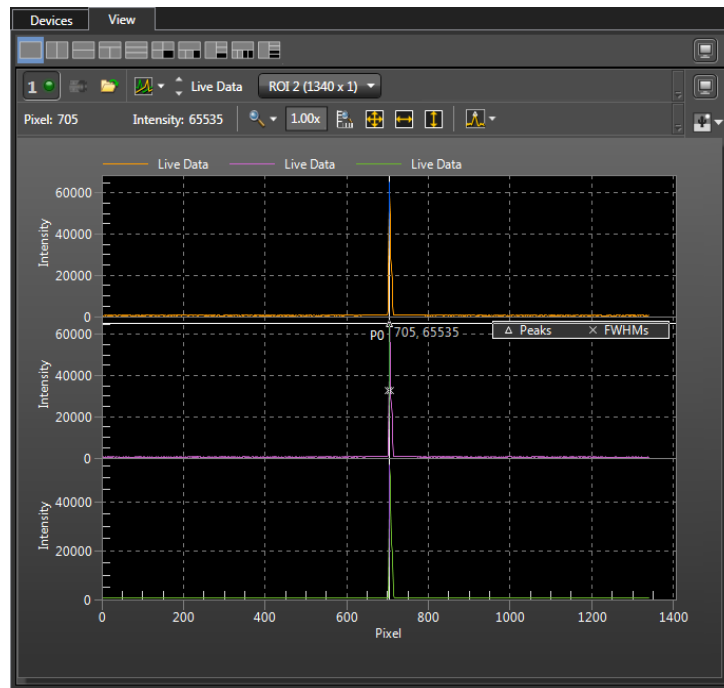 Devices View
1 Live Data ROI 2 (1340 x 1)
Pixel: 705 Intensity: 65535 1.00x
Live Data Live Data Live Data
60000
40000
20000
0
Intensity
P0 705, 65535
Peaks FWHMs
60000
40000
20000
0
Intensity
40000
20000
0
Intensity
0 200 400 600 800 1000 1200 1400
Pixel